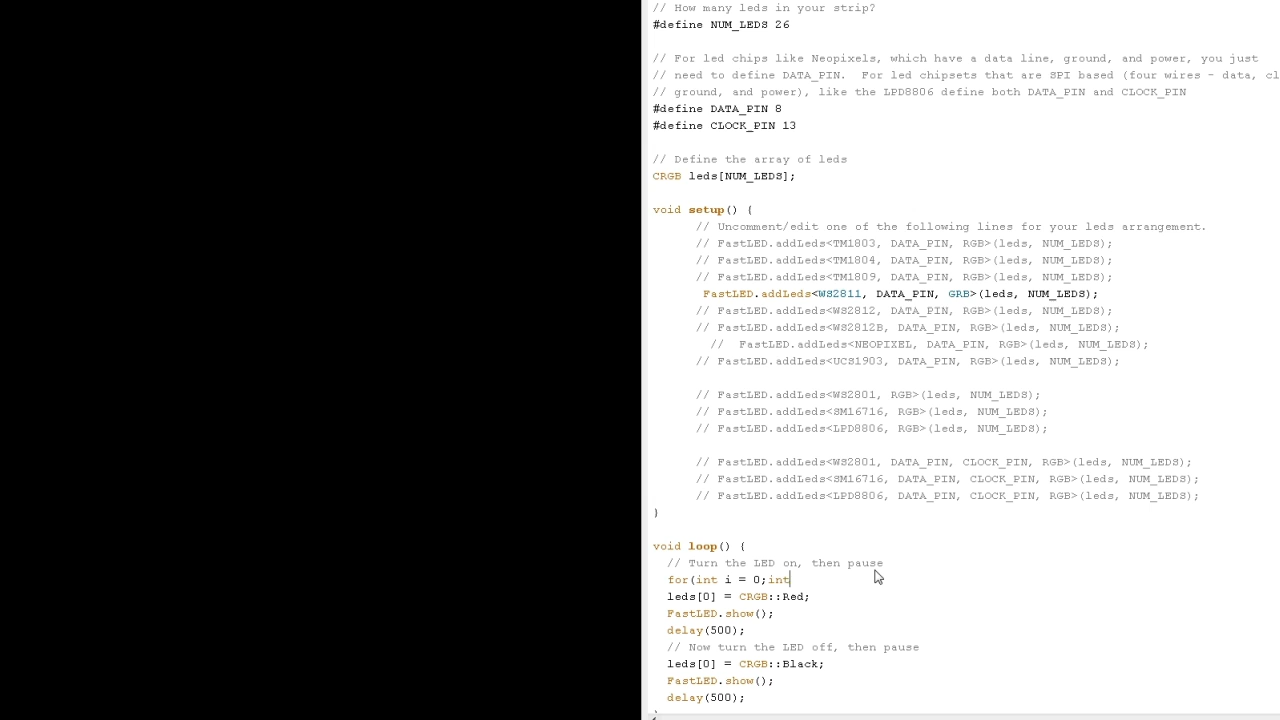 // How many leds in your strip?
#define NUM_LEDS 26
// For led chips like Neopixels, which have a data line, ground, and power, you just
// need to define DATA_PIN.  For led chipsets that are SPI based (four wires - data, cl
// ground, and power), like the LPD8806 define both DATA_PIN and CLOCK_PIN
#define DATA_PIN 8
#define CLOCK_PIN 13
// Define the array of leds
CRGB leds[NUM_LEDS];
void setup() {
// Uncomment/edit one of the following lines for your leds arrangement.
// FastLED.addLeds<TM1803, DATA_PIN, RGB>(leds, NUM_LEDS);
// FastLED.addLeds<TM1804, DATA_PIN, RGB>(leds, NUM_LEDS);
// FastLED.addLeds<TM1809, DATA_PIN, RGB>(leds, NUM_LEDS);
FastLED.addLeds<WS2811, DATA_PIN, GRB>(leds, NUM_LEDS);
// FastLED.addLeds<WS2812, DATA_PIN, RGB>(leds, NUM_LEDS);
// FastLED.addLeds<WS2812B, DATA_PIN, RGB>(leds, NUM_LEDS);
//  FastLED.addLeds<NEOPIXEL, DATA_PIN, RGB>(leds, NUM_LEDS);
// FastLED.addLeds<UCS1903, DATA_PIN, RGB>(leds, NUM_LEDS);
// FastLED.addLeds<WS2801, RGB>(leds, NUM_LEDS);
// FastLED.addLeds<SM16716, RGB>(leds, NUM_LEDS);
// FastLED.addLeds<LPD8806, RGB>(leds, NUM_LEDS);
// FastLED.addLeds<WS2801, DATA_PIN, CLOCK_PIN, RGB>(leds, NUM_LEDS);
// FastLED.addLeds<SM16716, DATA_PIN, CLOCK_PIN, RGB>(leds, NUM_LEDS);
// FastLED.addLeds<LPD8806, DATA_PIN, CLOCK_PIN, RGB>(leds, NUM_LEDS);
}
void loop() {
// Turn the LED on, then pause
for(int i = 0;int
leds[0] = CRGB::Red;
FastLED.show();
delay(500);
// Now turn the LED off, then pause
leds[0] = CRGB::Black;
FastLED.show();
delay(500);